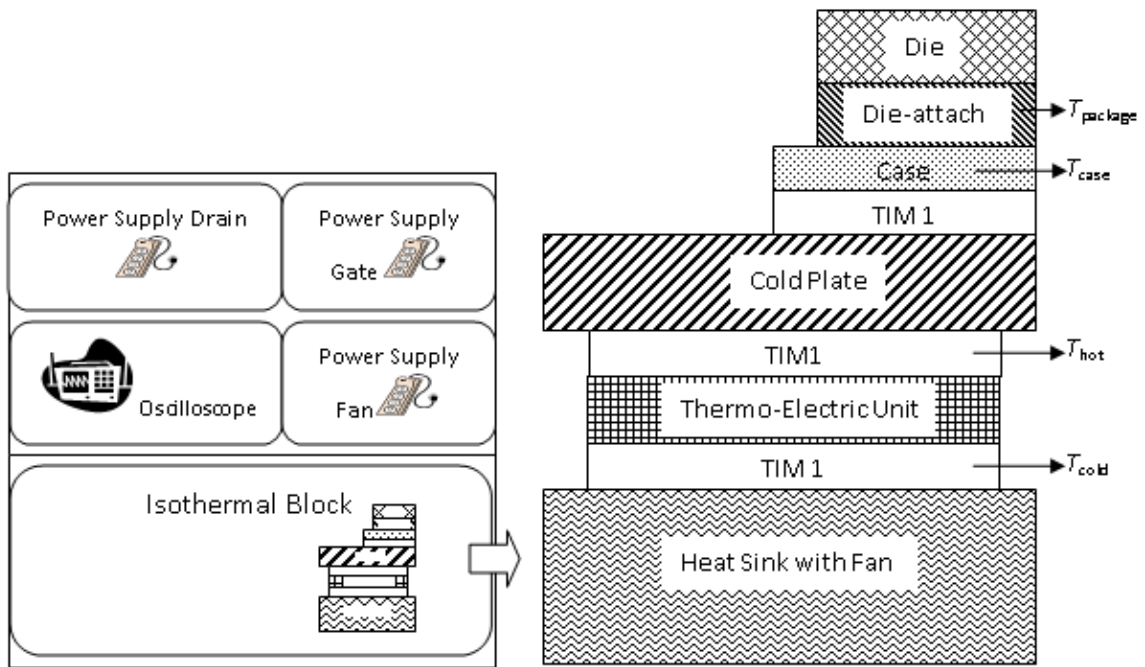 Power Supply Drain
Power Supply
Gate
Oscilloscope
Power Supply
Fan
Isothermal Block
Die
Die-attach
Tpackage
Case
Tcase
TIM 1
Cold Plate
TIM1
Thot
Thermo-Electric Unit
TIM 1
Tcold
Heat Sink with Fan